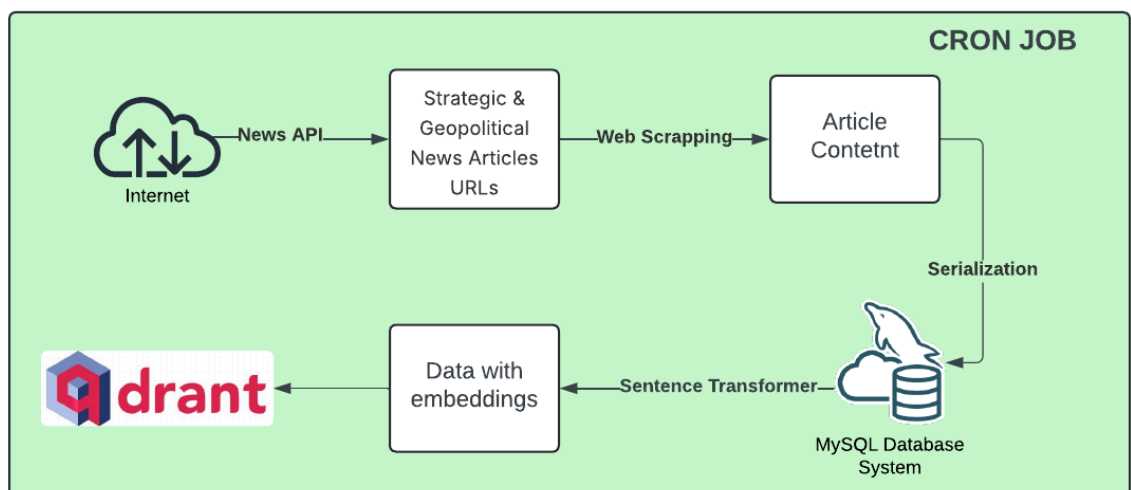 CRON JOB
Internet
News API
Strategic &
Geopolitical
News Articles
URLs
Web Scrapping
Article
Contetnt
Serialization
MySQL Database
System
Sentence Transformer
Data with
embeddings
qdrant